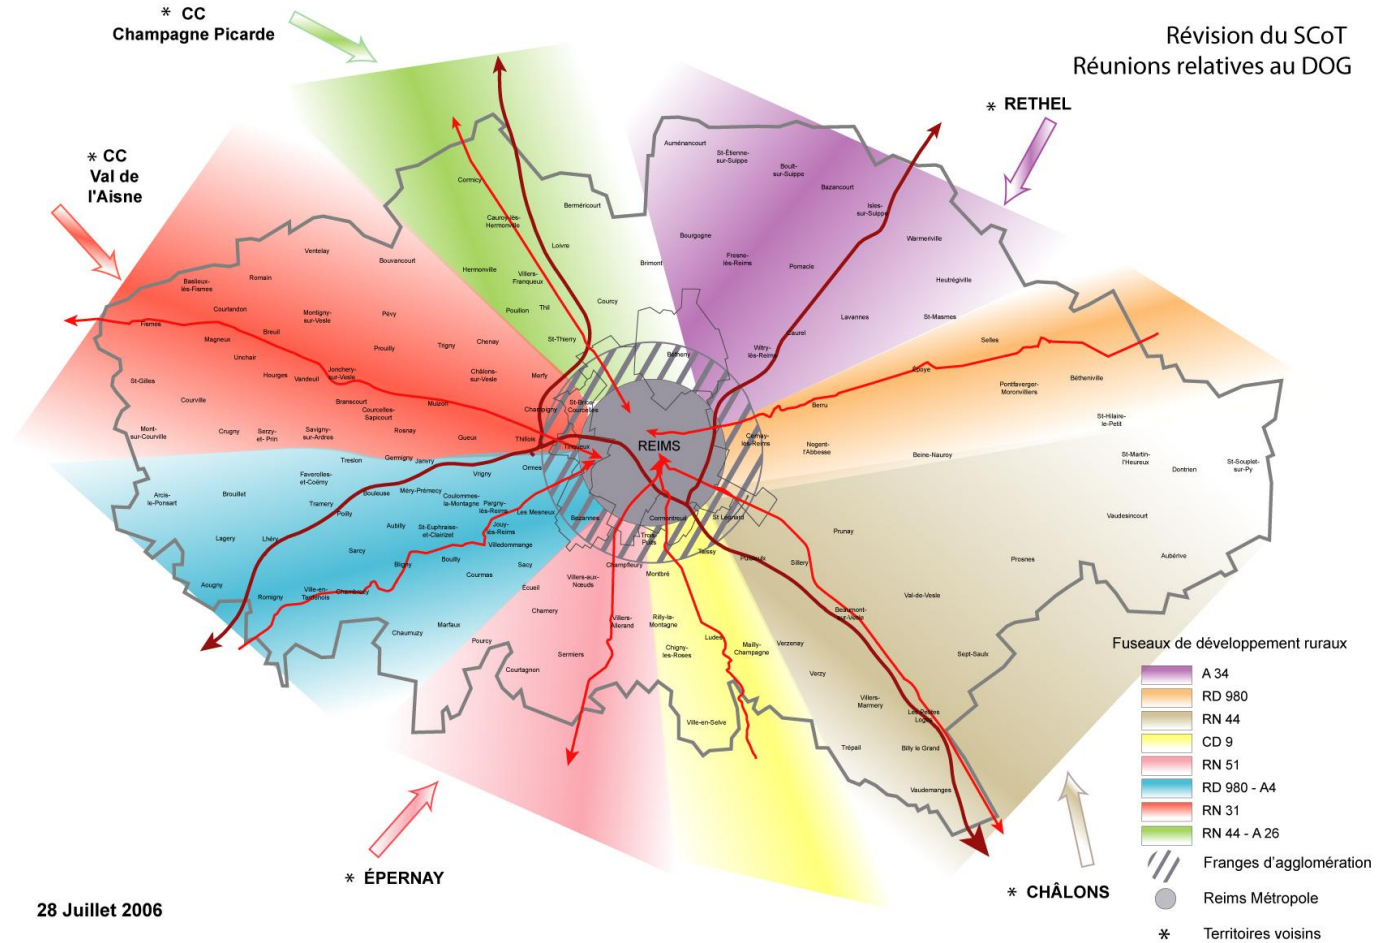 Révision du SCoT
Réunions relatives au DOG
* CC
Champagne Picarde
* RETHEL
* CC
Val de
l'Aisne
Auménancourt
St-Étienne-
sur-Suippe
Boult-
sur-Suippe
Bazancourt
Isles-
sur-Suippe
Warmeriville
Heutrégiville
Bourgogne
Fresne-
lès-Reims
Pomacle
Brimont
Lavannes
St-Masmes
Caurel
Witry-
lès-Reims
Bétheny
Cormicy
Berméricourt
Cauroy-lès-
Hermonville
Loivre
Hermonville
Villers-
Franqueux
Courcy
Pouillon
Thil
St-Thierry
Merfy
Ventelay
Bouvancourt
Romain
Baslieux-
lès-Fismes
Courlandon
Montigny-
sur-Vesle
Pévy
Fismes
Breuil
Magneux
Unchair
Prouilly
Trigny
Chenay
Hourges
Vandeuil
Jonchery-
sur-Vesle
Châlons-
sur-Vesle
St-Gilles
Courville
Branscourt
Courcelles-
Sapicourt
Muizon
Champigny
St-Brice
Courcelles
Mont-
sur-Courville
Crugny
Serzy-
et- Prin
Savigny-
sur-Ardres
Rosnay
Gueux
Thillois
Tinqueux
REIMS
Selles
Époye
Pontfaverger-
Moronvilliers
Bétheniville
Berru
St-Hilaire-
le-Petit
Cernay-
lès-Reims
Nogent-
l'Abbesse
Beine-Nauroy
St-Martin-
l'Heureux
Dontrien
St-Souplet-
sur-Py
Vaudesincourt
Aubérive
Prosnes
Prunay
St Léonard
Cormontreuil
Taissy
Puisieulx
Sillery
Val-de-Vesle
Beaumont-
sur-Vesle
Sept-Saulx
Verzenay
Verzy
Villers-
Marmery
Les Petites
Loges
Trépail
Billy le Grand
Vaudemanges
Treslon
Germigny
Janvry
Faverolles-
et-Coëmy
Vrigny
Ormes
Arcis-
le-Ponsart
Brouillet
Bouleuse
Méry-Prémecy
Coulommes-
la-Montagne
Pargny-
lès-Reims
Les Mesneux
Bezannes
Tramery
Poilly
Aubilly
St-Euphraise-
et-Clairizet
Jouy-
lès-Reims
Lagery
Lhéry
Sarcy
Villedommange
Bligny
Bouilly
Courmas
Sacy
Aougny
Romigny
Ville-en-
Tardenois
Chambrecy
Écueil
Chamery
Marfaux
Chaumuzy
Pourcy
Courtagnon
Sermiers
Villers-aux-
Nœuds
Champfleury
Trois-
Puits
Montbré
Villers-
Allerand
Rilly-la-
Montagne
Chigny-
les-Roses
Ludes
Mailly-
Champagne
Ville-en-Selve
* ÉPERNAY
* CHÂLONS
28 Juillet 2006
Fuseaux de développement ruraux
A 34
RD 980
RN 44
CD 9
RN 51
RD 980 - A4
RN 31
RN 44 - A 26
Franges d'agglomération
Reims Métropole
* Territoires voisins